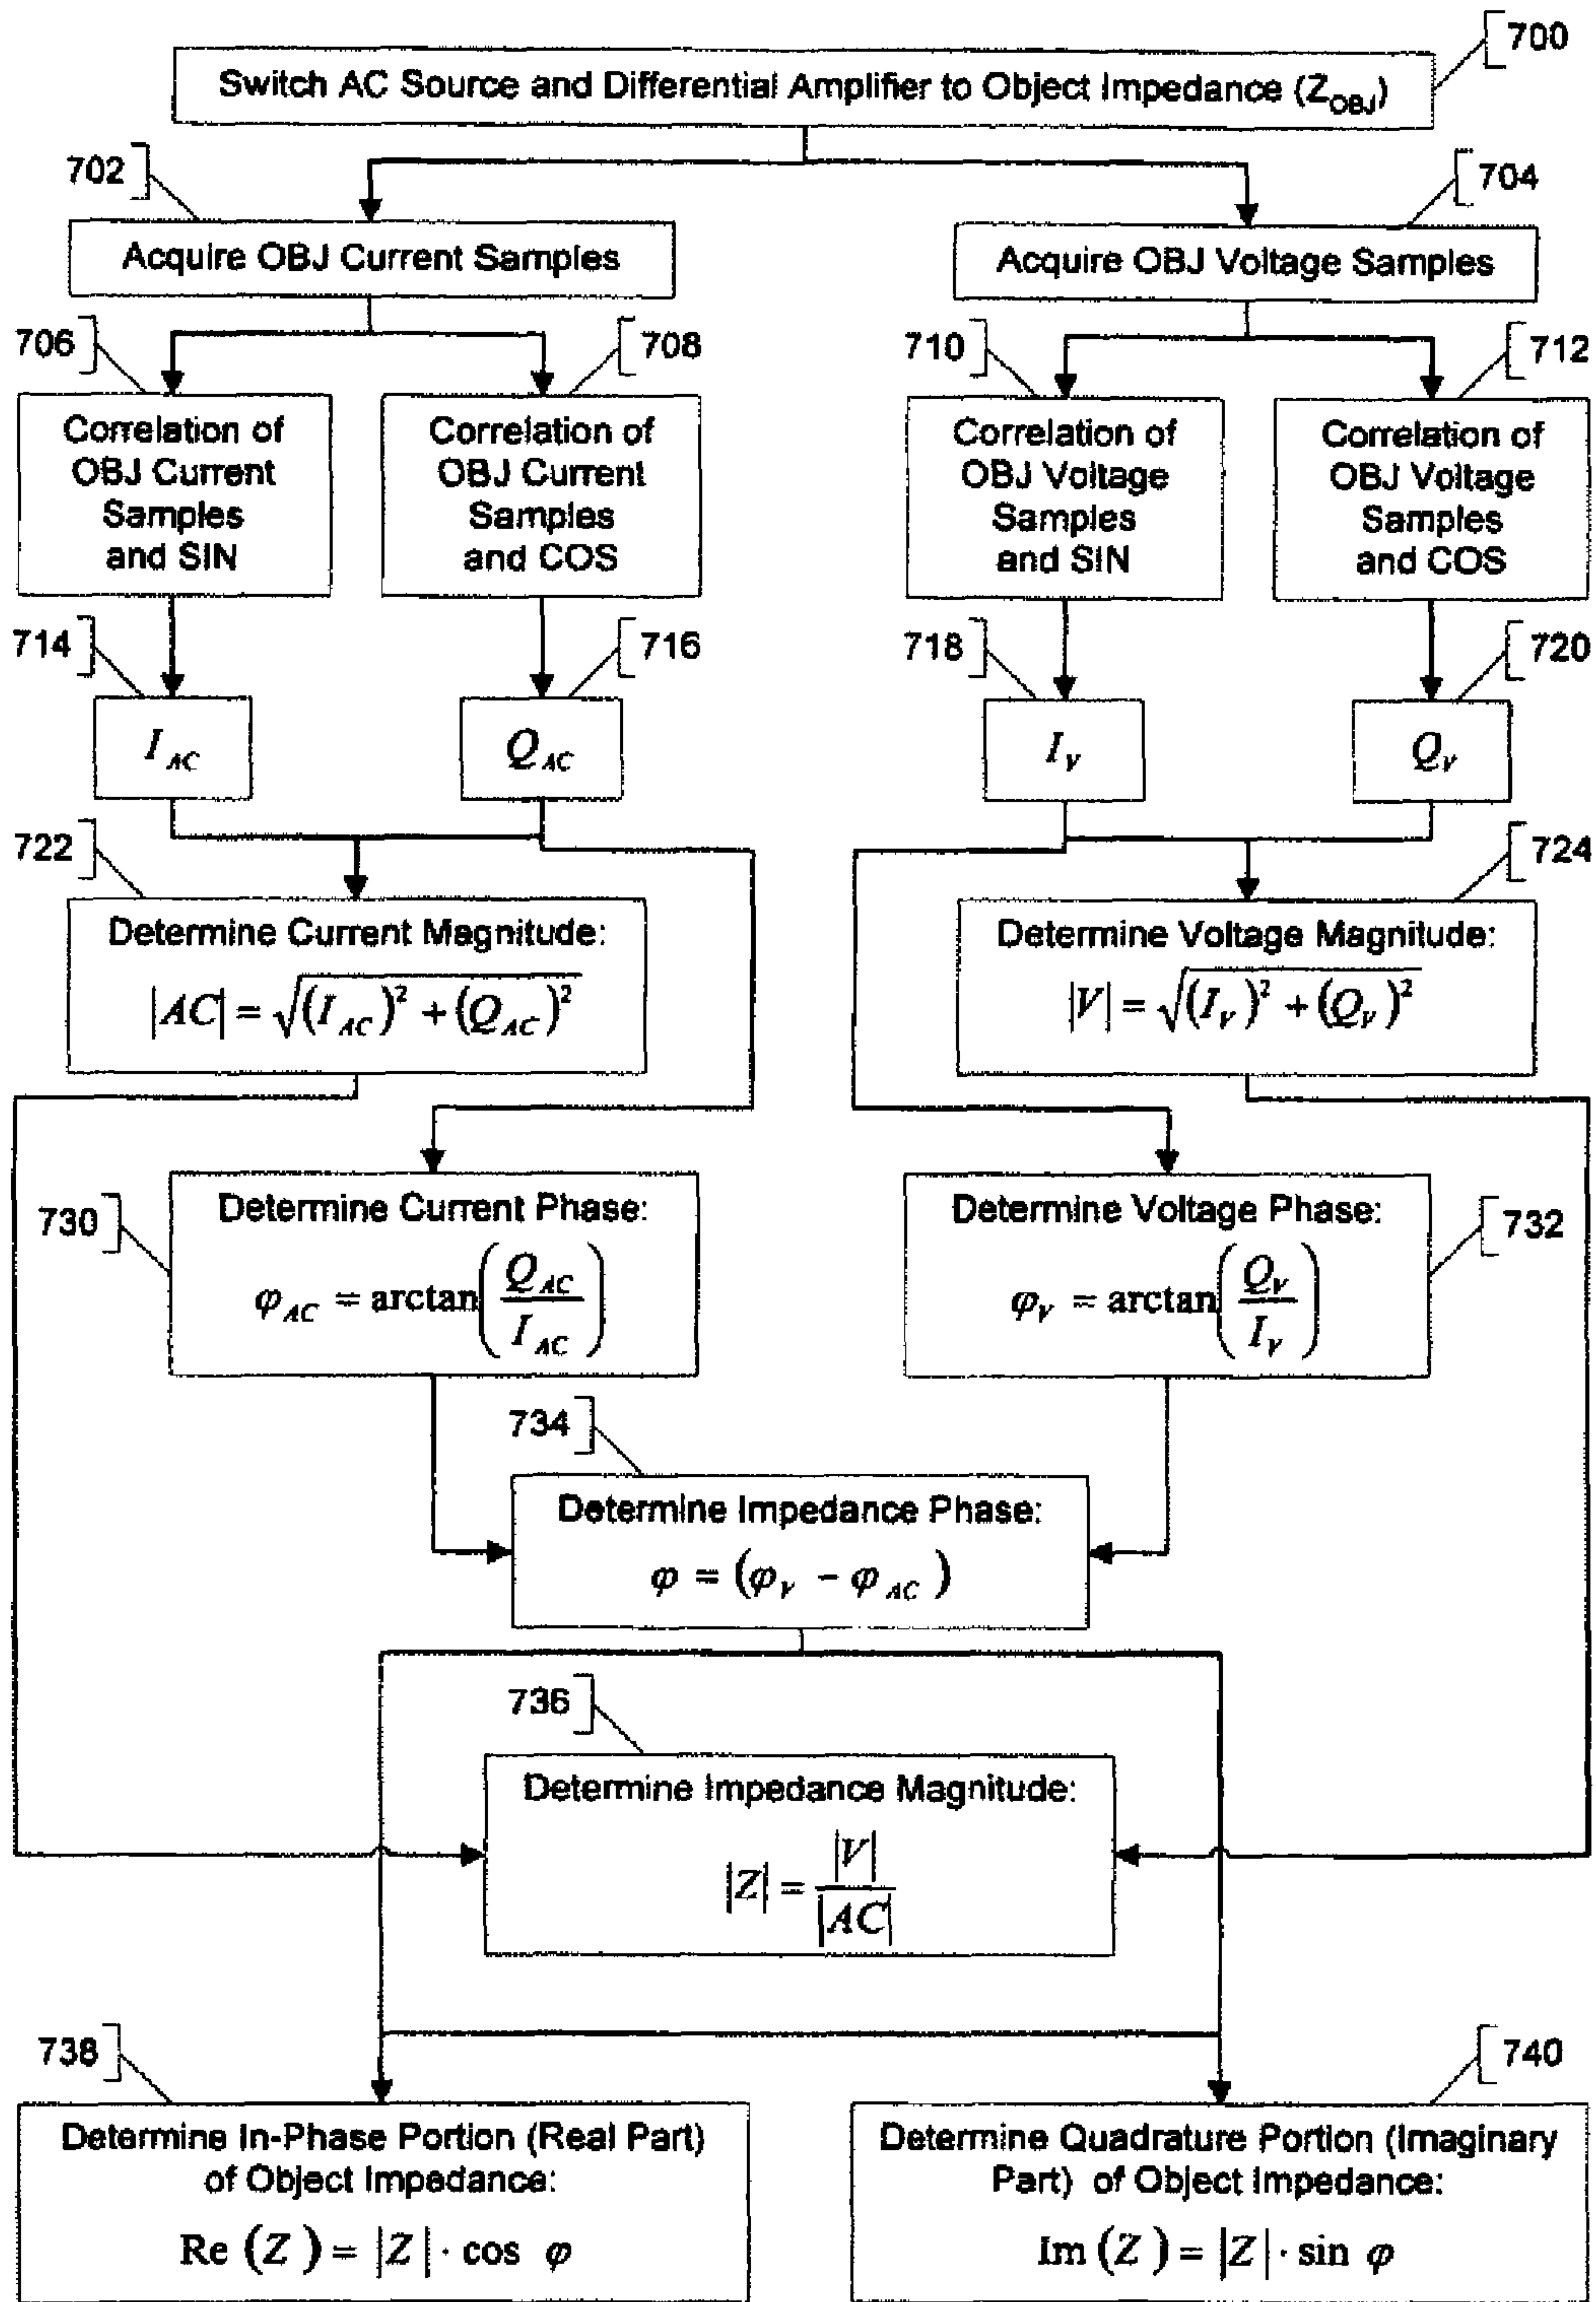 700
Switch AC Source and Differential Amplifier to Object Impedance (Z_OBJ)
702
704
Acquire OBJ Current Samples
Acquire OBJ Voltage Samples
706
708
710
712
Correlation of
OBJ Current
Samples
and SIN
Correlation of
OBJ Current
Samples
and COS
Correlation of
OBJ Voltage
Samples
and SIN
Correlation of
OBJ Voltage
Samples
and COS
714
716
718
720
I_AC
Q_AC
I_V
Q_V
722
724
Determine Current Magnitude:
|AC| = √((I_AC)² + (Q_AC)²)
Determine Voltage Magnitude:
|V| = √((I_V)² + (Q_V)²)
730
732
Determine Current Phase:
φ_AC = arctan(Q_AC / I_AC)
Determine Voltage Phase:
φ_V = arctan(Q_V / I_V)
734
Determine Impedance Phase:
φ = (φ_V − φ_AC)
736
Determine Impedance Magnitude:
|Z| = |V| / |AC|
738
740
Determine In-Phase Portion (Real Part)
of Object Impedance:
Re (Z) = |Z| · cos φ
Determine Quadrature Portion (Imaginary
Part) of Object Impedance:
Im (Z) = |Z| · sin φ